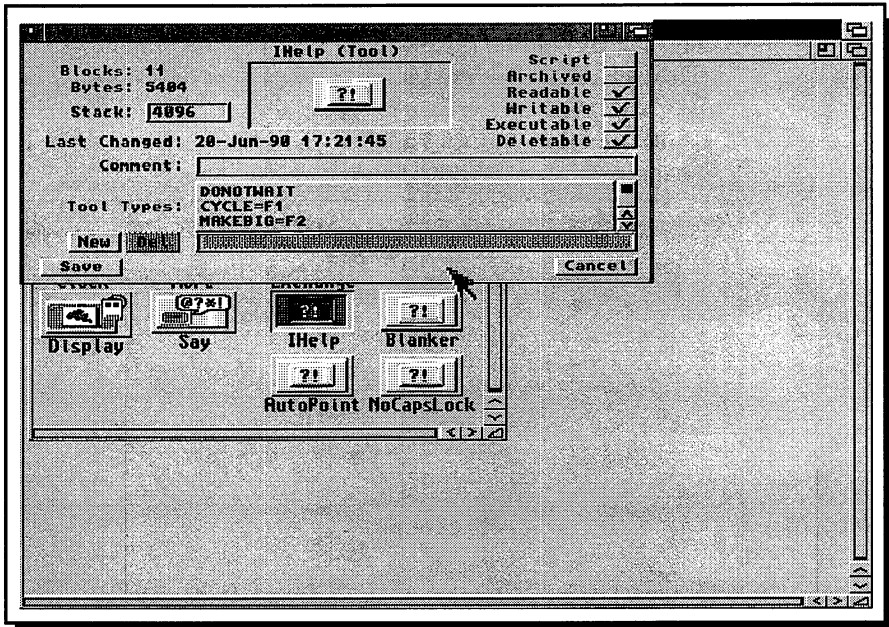 IHelp (Tool)
Blocks: 11
Bytes: 5404
Stack: 4096
Script
Archived
Readable
Writable
Executable
Deletable
Last Changed: 20-Jun-90 17:21:45
Comment:
Tool Types:
DONOTWAIT
CYCLE=F1
MAKEBIG=F2
New Del
Save Cancel
Display Say IHelp Blanker
AutoPoint NoCapsLock